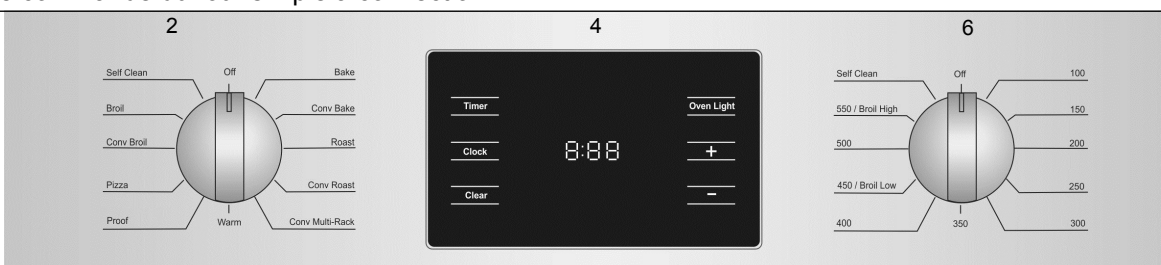 2
4
6
Self Clean
Off
Bake
Broil
Conv Bake
Conv Broil
Roast
Pizza
Conv Roast
Proof
Warm
Conv Multi-Rack
Timer
Oven Light
Clock
8:88
+
Clear
−
Self Clean
Off
100
550 / Broil High
150
500
200
450 / Broil Low
250
400
350
300